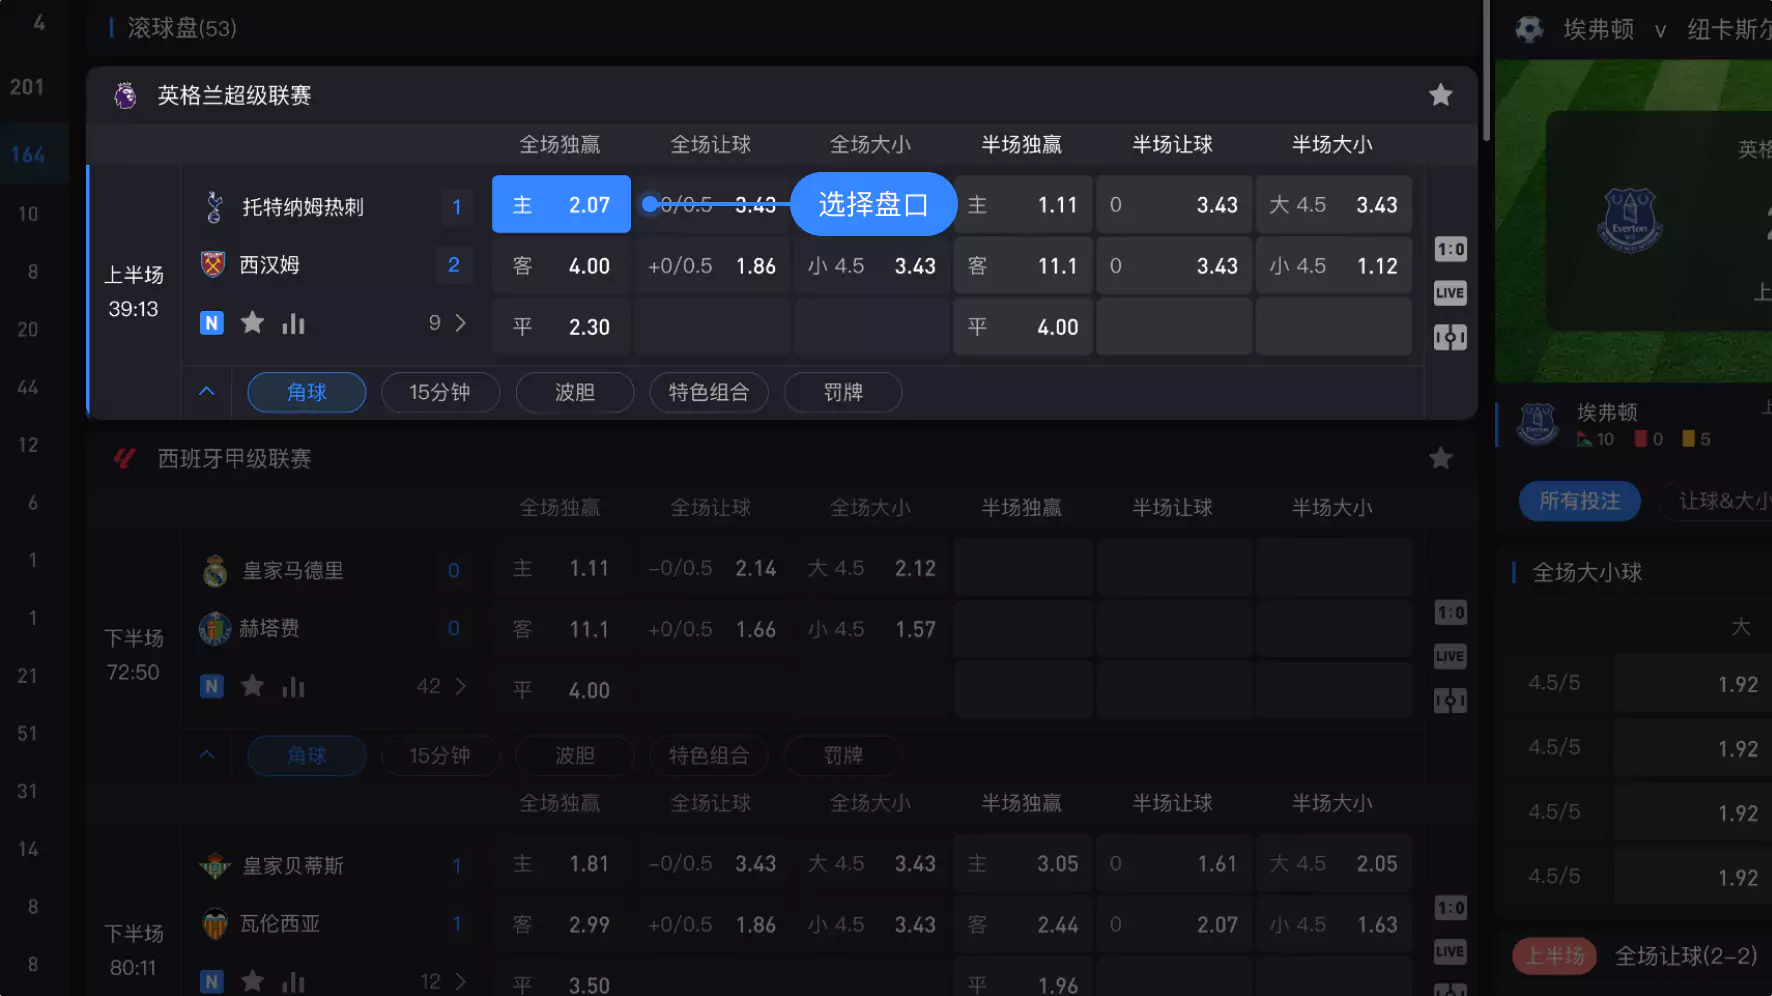 4
201
164
10
8
20
44
12
6
1
1
21
51
31
14
8
8
滚球盘(53)
英格兰超级联赛
全场独赢 全场让球 全场大小 半场独赢 半场让球 半场大小
托特纳姆热刺 1 主 2.07 -0/0.5 3.43 选择盘口 主 1.11 0 3.43 大 4.5 3.43
西汉姆 2 客 4.00 +0/0.5 1.86 小 4.5 3.43 客 11.1 0 3.43 小 4.5 1.12
上半场
39:13
N 9 平 2.30 平 4.00
1:0
LIVE
角球 15分钟 波胆 特色组合 罚牌
西班牙甲级联赛
全场独赢 全场让球 全场大小 半场独赢 半场让球 半场大小
皇家马德里 0 主 1.11 -0/0.5 2.14 大 4.5 2.12
赫塔费 0 客 11.1 +0/0.5 1.66 小 4.5 1.57
下半场
72:50
N 42 平 4.00
1:0
LIVE
角球 15分钟 波胆 特色组合 罚牌
全场独赢 全场让球 全场大小 半场独赢 半场让球 半场大小
皇家贝蒂斯 1 主 1.81 -0/0.5 3.43 大 4.5 3.43 主 3.05 0 1.61 大 4.5 2.05
瓦伦西亚 1 客 2.99 +0/0.5 1.86 小 4.5 3.43 客 2.44 0 2.07 小 4.5 1.63
下半场
80:11
N 12 平 3.50 平 1.96
1:0
LIVE
埃弗顿 v 纽卡斯尔
英格
Everton
上
埃弗顿 上
10 0 5
所有投注 让球&大小
全场大小球
大
4.5/5 1.92
4.5/5 1.92
4.5/5 1.92
4.5/5 1.92
上半场 全场让球(2-2)